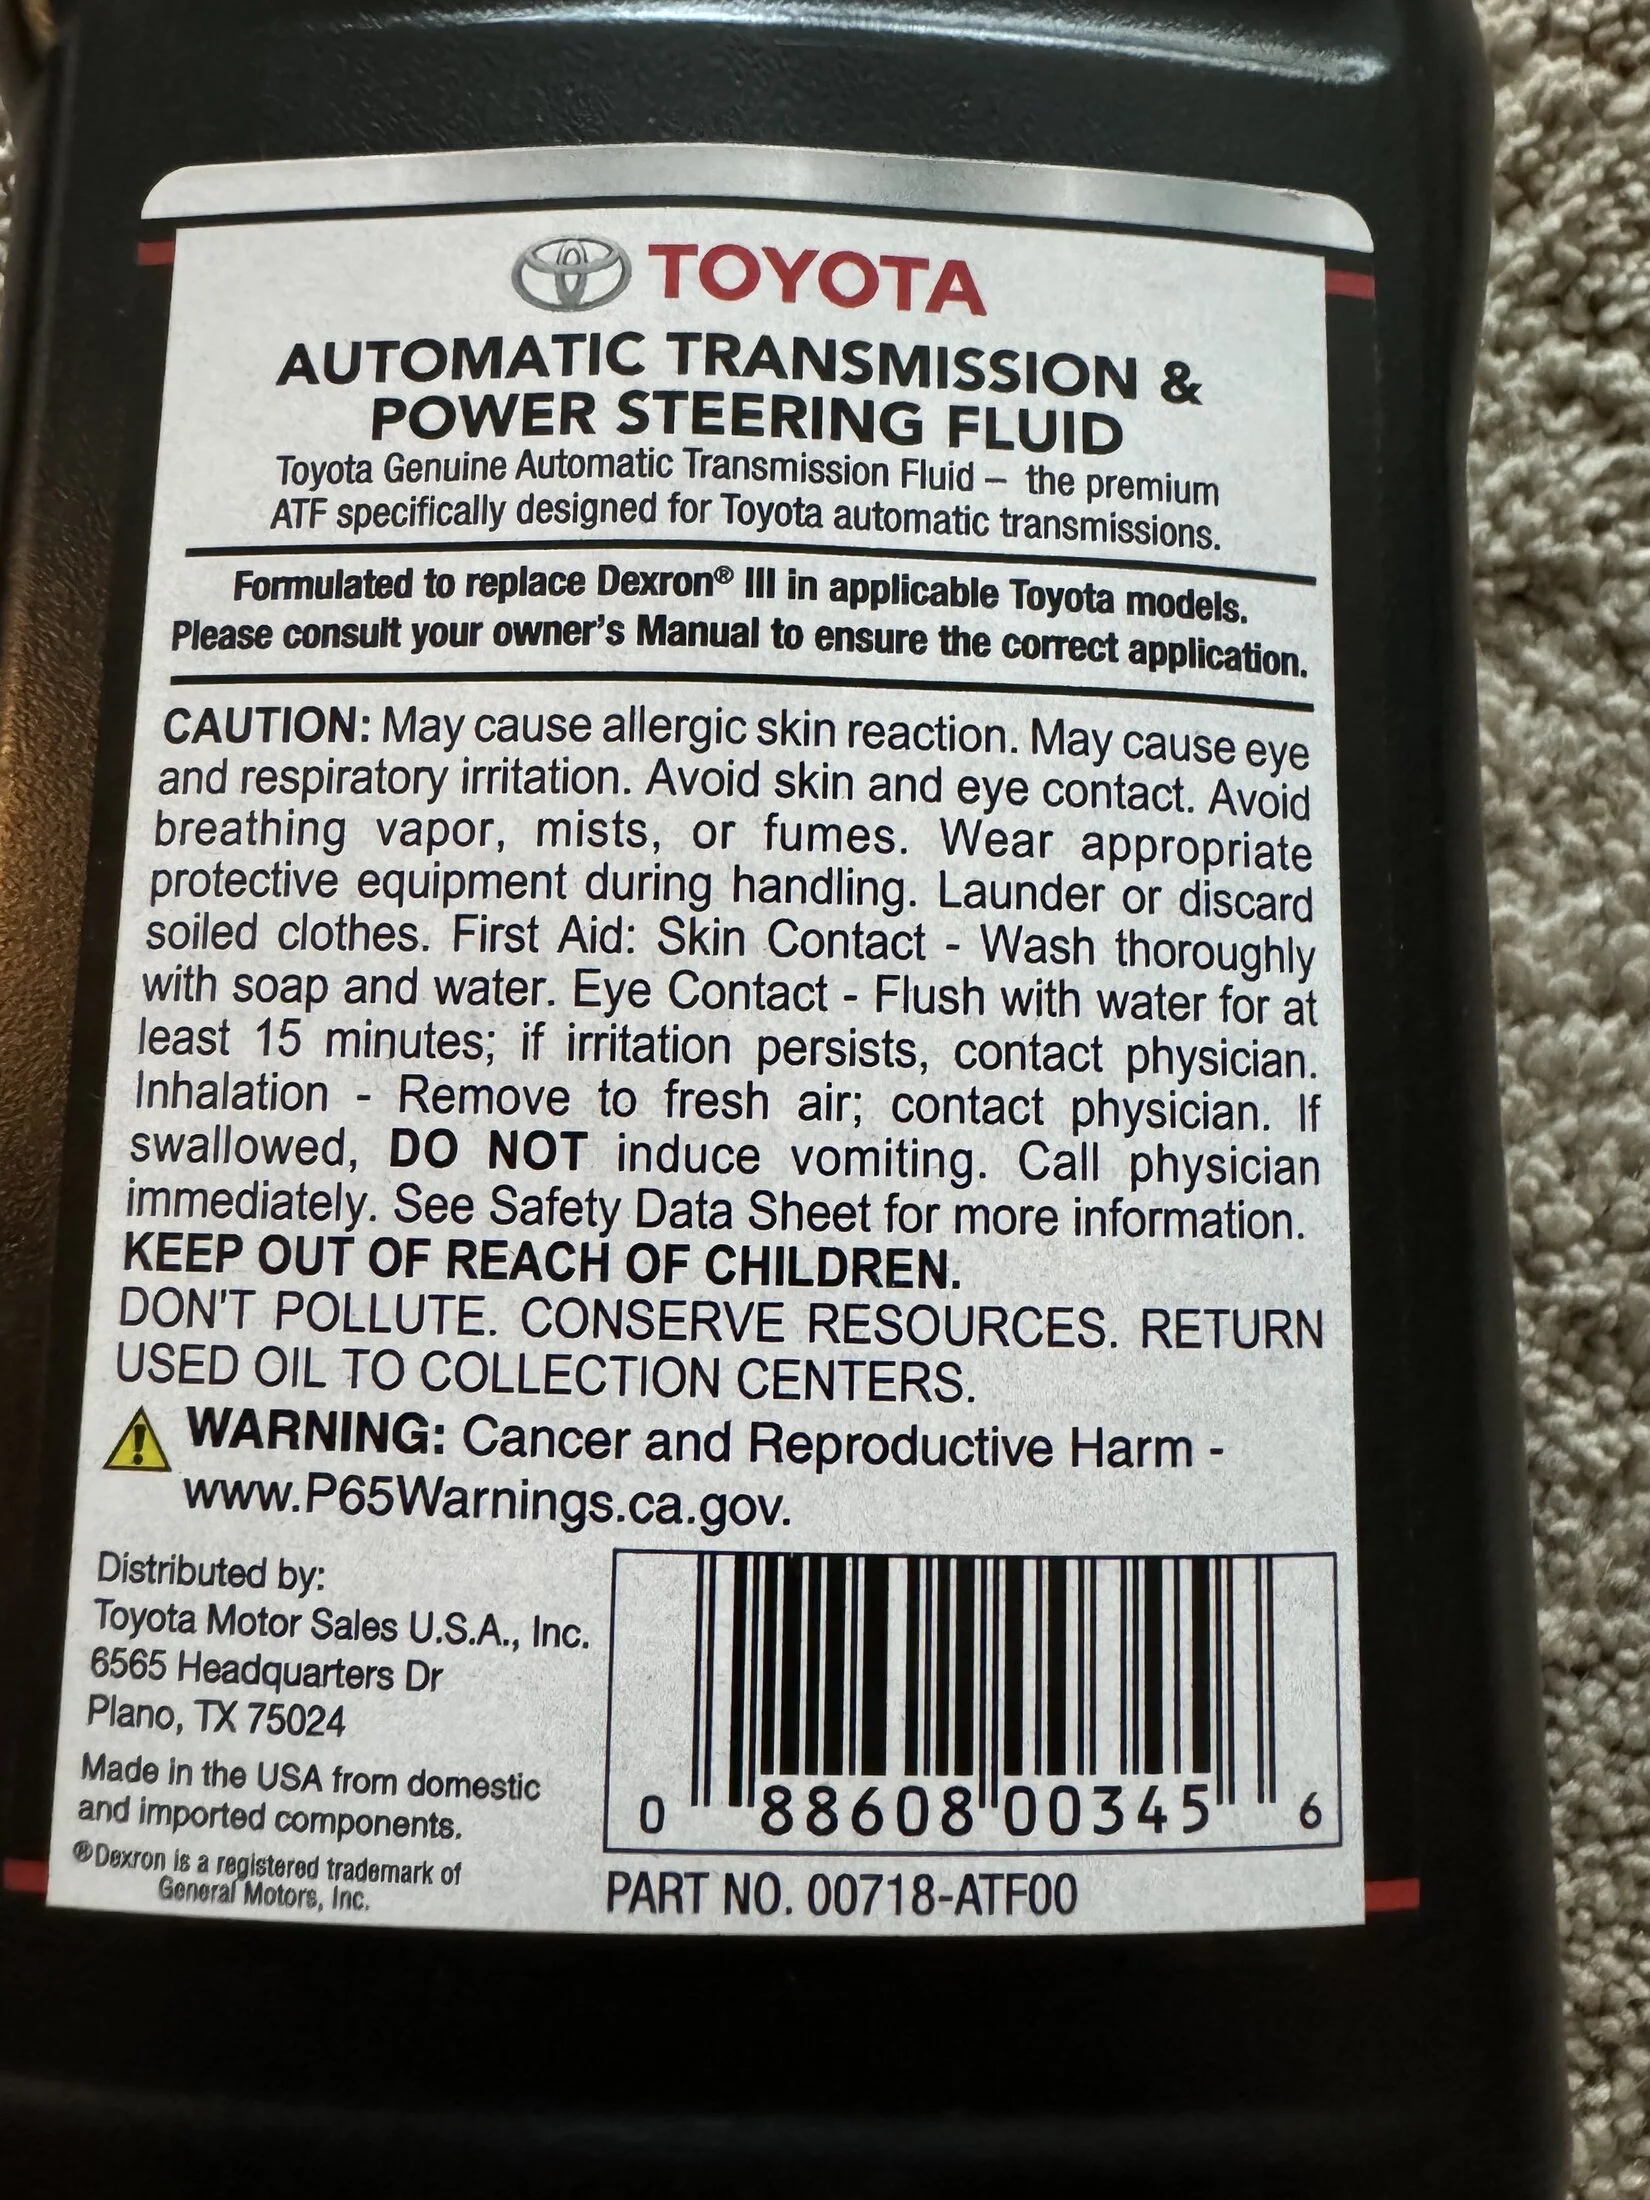 TOYOTA
AUTOMATIC TRANSMISSION &
POWER STEERING FLUID
Toyota Genuine Automatic Transmission Fluid – the premium
ATF specifically designed for Toyota automatic transmissions.
Formulated to replace Dexron® III in applicable Toyota models.
Please consult your owner's Manual to ensure the correct application.
CAUTION: May cause allergic skin reaction. May cause eye
and respiratory irritation. Avoid skin and eye contact. Avoid
breathing vapor, mists, or fumes. Wear appropriate
protective equipment during handling. Launder or discard
soiled clothes. First Aid: Skin Contact - Wash thoroughly
with soap and water. Eye Contact - Flush with water for at
least 15 minutes; if irritation persists, contact physician.
Inhalation - Remove to fresh air; contact physician. If
swallowed, DO NOT induce vomiting. Call physician
immediately. See Safety Data Sheet for more information.
KEEP OUT OF REACH OF CHILDREN.
DON'T POLLUTE. CONSERVE RESOURCES. RETURN
USED OIL TO COLLECTION CENTERS.
WARNING: Cancer and Reproductive Harm -
www.P65Warnings.ca.gov.
Distributed by:
Toyota Motor Sales U.S.A., Inc.
6565 Headquarters Dr
Plano, TX 75024
Made in the USA from domestic
and imported components.
®Dexron is a registered trademark of
General Motors, Inc.
0 88608 00345 6
PART NO. 00718-ATF00